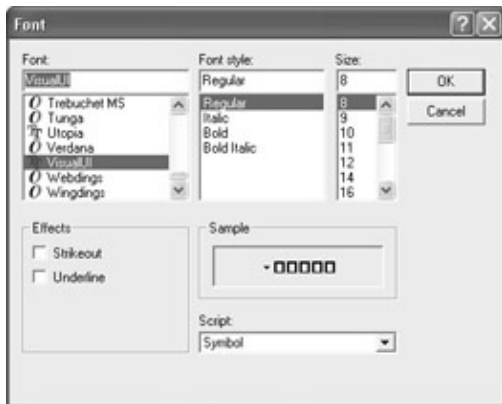 Font
Font:
VisualUI
Trebuchet MS
Tunga
Utopia
Verdana
VisualUI
Webdings
Wingdings
Font style:
Regular
Regular
Italic
Bold
Bold Italic
Size:
8
8
9
10
11
12
14
16
OK
Cancel
Effects
Strikeout
Underline
Sample
Script:
Symbol